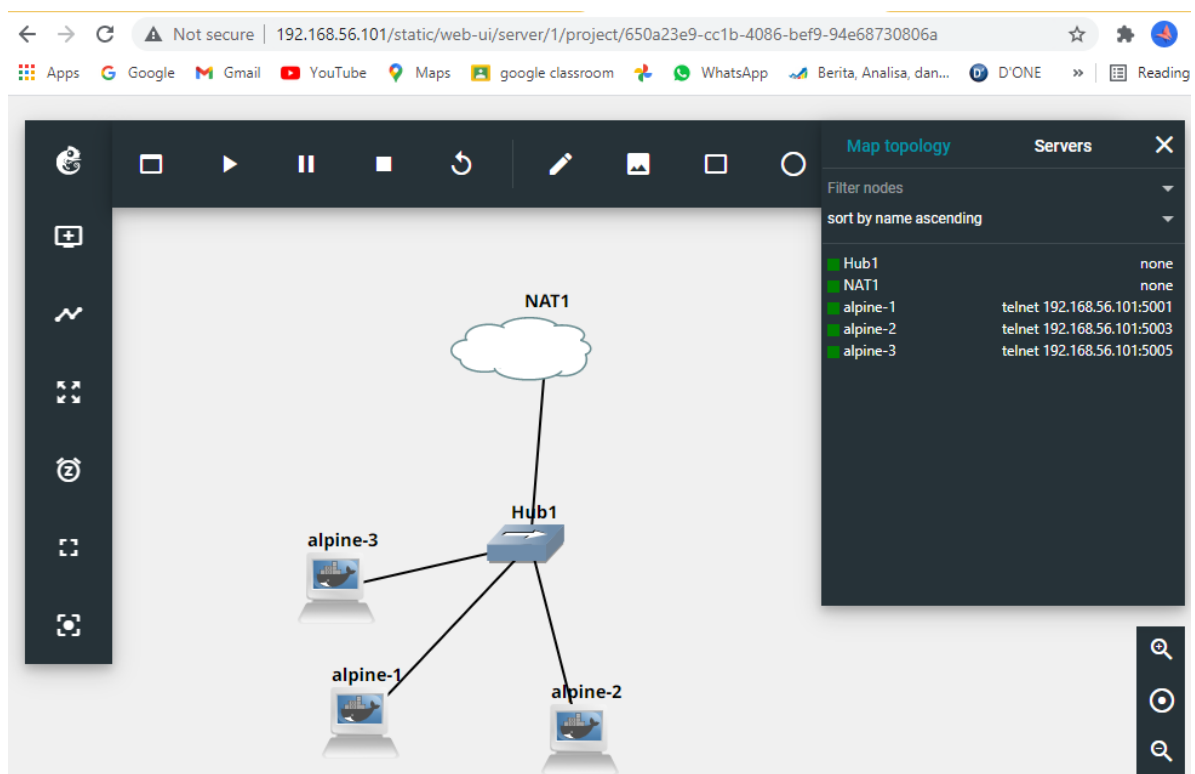 Not secure | 192.168.56.101/static/web-ui/server/1/project/650a23e9-cc1b-4086-bef9-94e68730806a
Apps Google Gmail YouTube Maps google classroom WhatsApp Berita, Analisa, dan... D'ONE » Reading
Map topology Servers
Filter nodes
sort by name ascending
Hub1 none
NAT1 none
alpine-1 telnet 192.168.56.101:5001
alpine-2 telnet 192.168.56.101:5003
alpine-3 telnet 192.168.56.101:5005
NAT1
Hub1
alpine-3
alpine-1
alpine-2